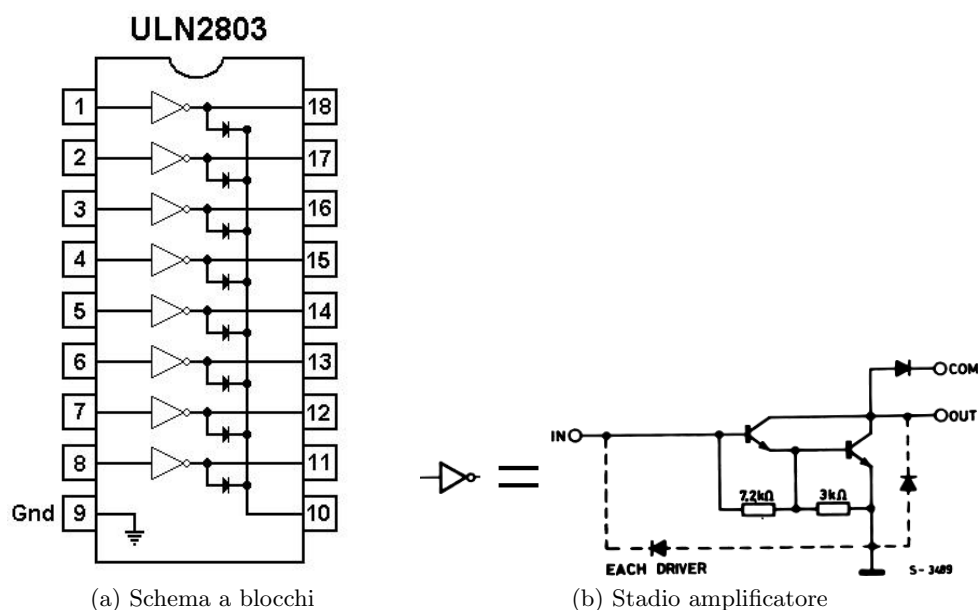 ULN2803
1 18
2 17
3 16
4 15
5 14
6 13
7 12
8 11
Gnd 9 10
COM
OUT
IN
7,2kΩ 3kΩ
EACH DRIVER S-3489
(a) Schema a blocchi (b) Stadio amplificatore